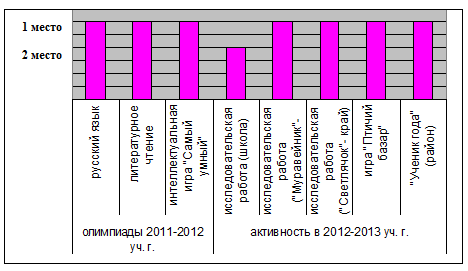 1 место
2 место
русский язык
литературное
чтение
интеллектуальная
игра "Самый
умный"
исследовательская
работа (школа)
исследовательская
работа
("Муравейник"-
исследовательская
работа
("Светлячок"- край)
игра "Птичий
базар"
"Ученик года"
(район)
олимпиады 2011-2012
уч. г.
активность в 2012-2013 уч. г.